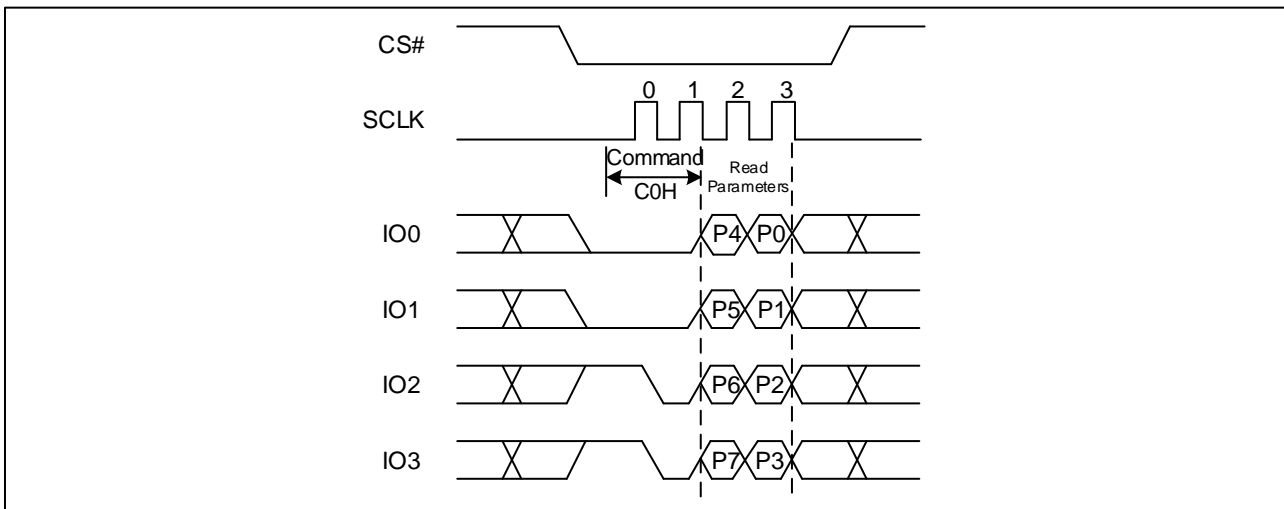 CS#
0 1 2 3
SCLK
Command Read
C0H Parameters
IO0 P4 P0
IO1 P5 P1
IO2 P6 P2
IO3 P7 P3